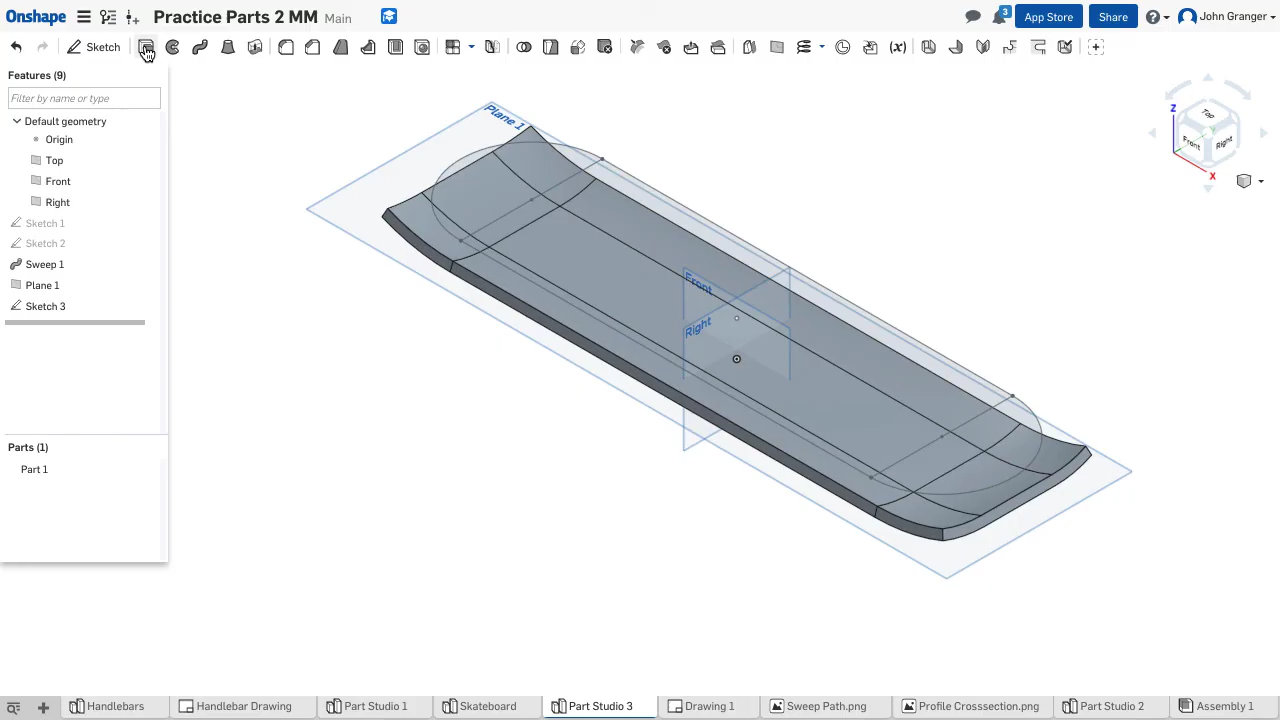 Onshape
Practice Parts 2 MM Main
3
App Store
Share
John Granger
Sketch
(x)
Features (9)
Filter by name or type
Default geometry
Origin
Top
Front
Right
Sketch 1
Sketch 2
Sweep 1
Plane 1
Sketch 3
Parts (1)
Part 1
Plane 1
Front
Right
Z
Top
Front
Right
X
Handlebars
Handlebar Drawing
Part Studio 1
Skateboard
Part Studio 3
Drawing 1
Sweep Path.png
Profile Crosssection.png
Part Studio 2
Assembly 1